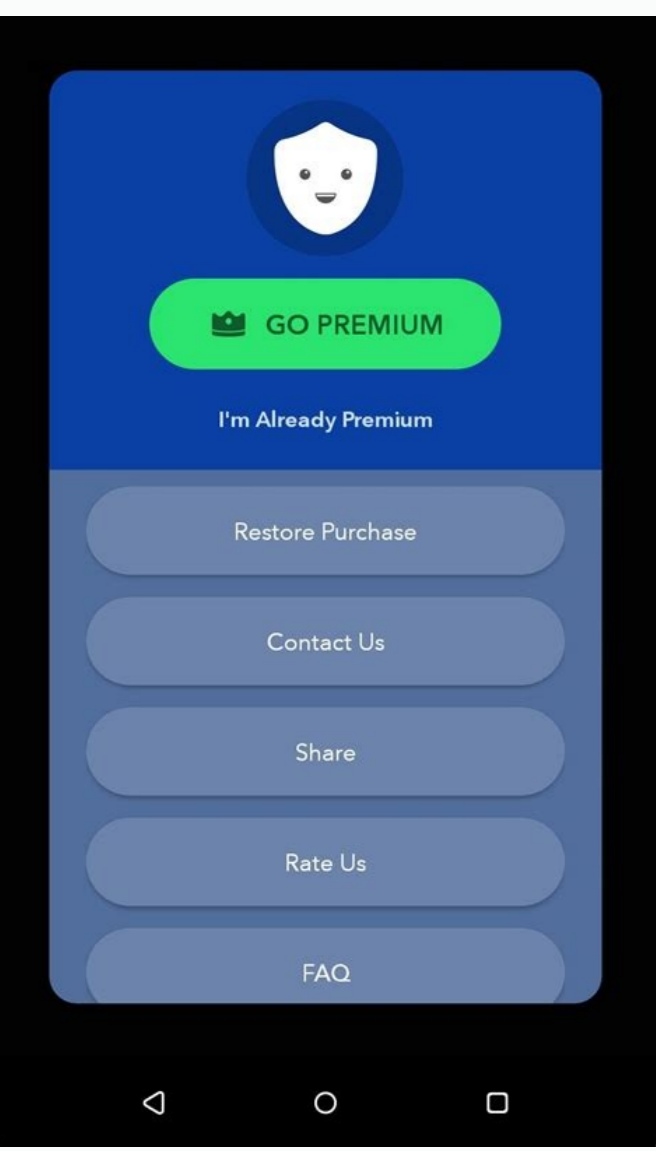 GO PREMIUM
I'm Already Premium
Restore Purchase
Contact Us
Share
Rate Us
FAQ